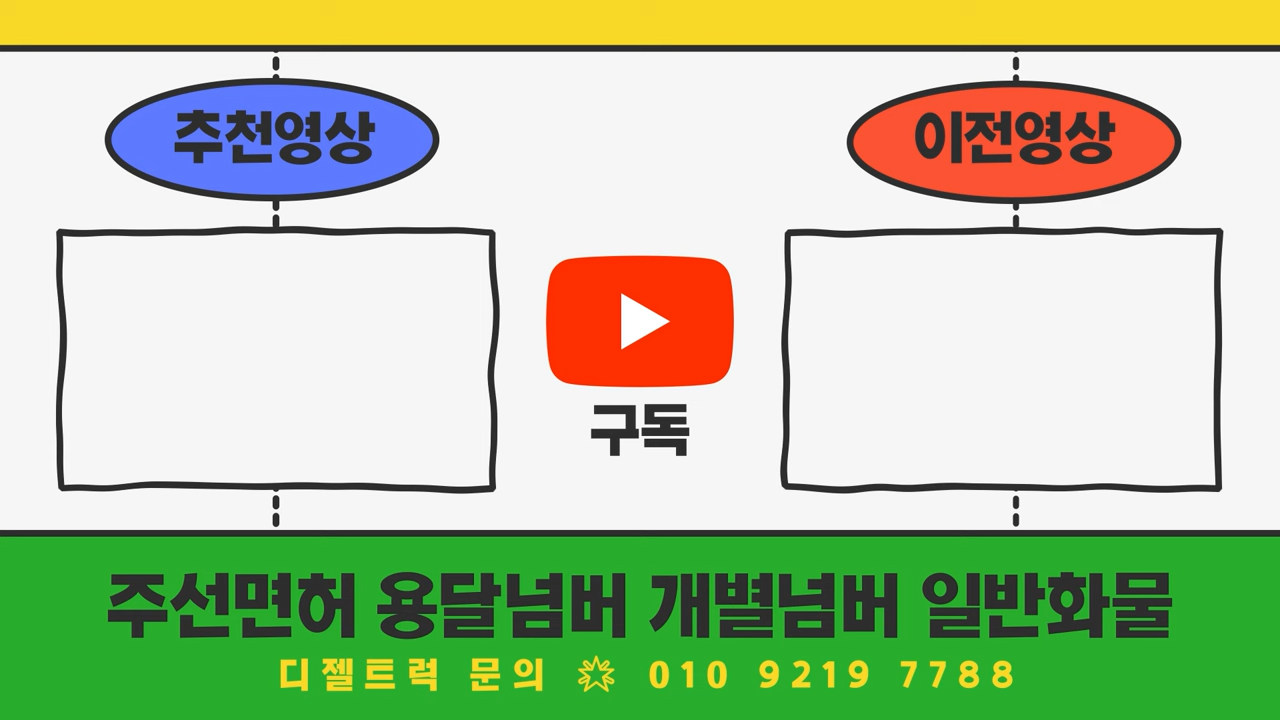 추천영상
이전영상
구독
주선면허 용달넘버 개별넘버 일반화물
디젤트럭 문의 010 9219 7788